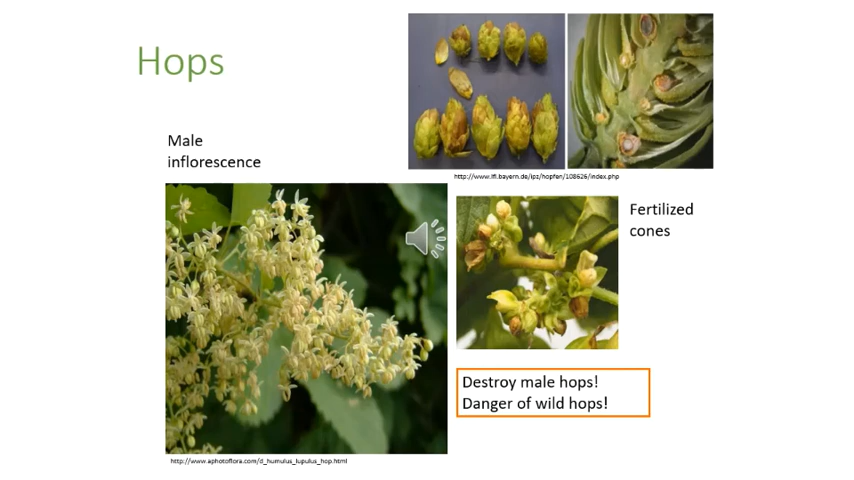 Hops
Male
inflorescence
http://www.lfl.bayern.de/ipz/hopfen/108626/index.php
Fertilized
cones
Destroy male hops!
Danger of wild hops!
http://www.aphotoflora.com/d_humulus_lupulus_hop.html